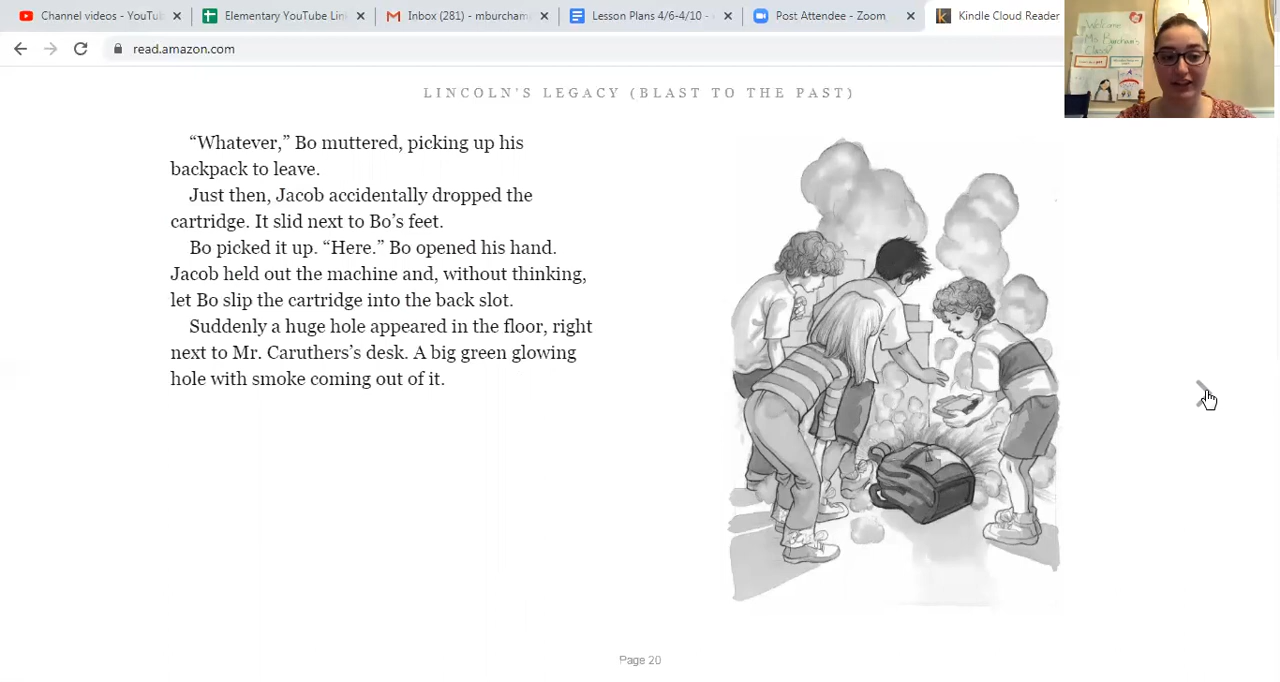 Channel videos - YouTu
Elementary YouTube Lin
Inbox (281) - mburcham
Lesson Plans 4/6-4/10 -
Post Attendee - Zoom
Kindle Cloud Reader
read.amazon.com
Welcome
Class
LINCOLN'S LEGACY (BLAST TO THE PAST)
“Whatever,” Bo muttered, picking up his
backpack to leave.
Just then, Jacob accidentally dropped the
cartridge. It slid next to Bo’s feet.
Bo picked it up. “Here.” Bo opened his hand.
Jacob held out the machine and, without thinking,
let Bo slip the cartridge into the back slot.
Suddenly a huge hole appeared in the floor, right
next to Mr. Caruthers’s desk. A big green glowing
hole with smoke coming out of it.
Page 20